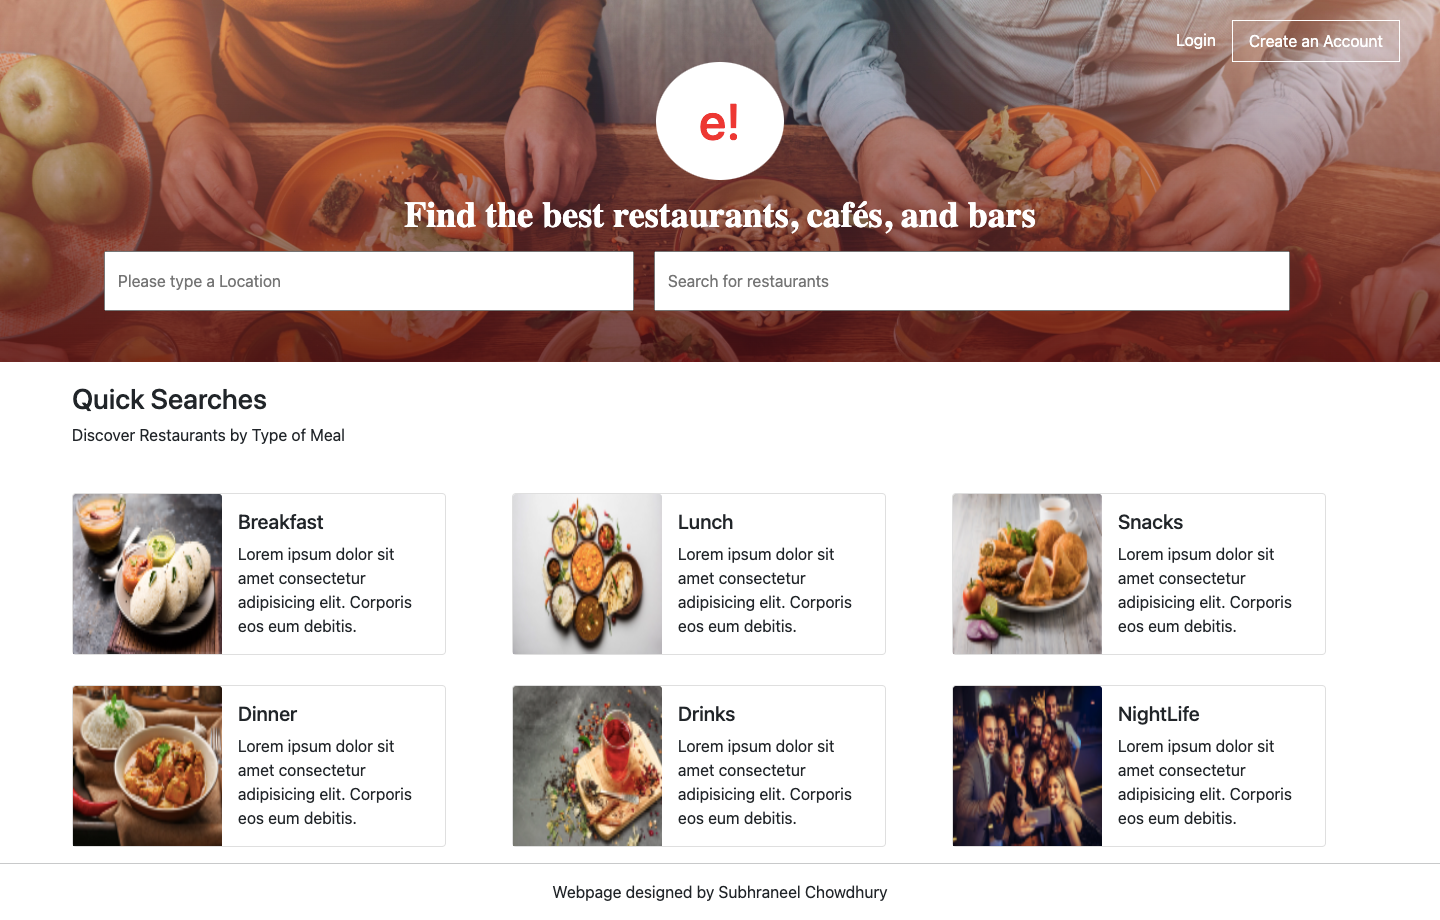 Login
Create an Account
e!
Find the best restaurants, cafés, and bars
Please type a Location
Search for restaurants
Quick Searches
Discover Restaurants by Type of Meal
Breakfast
Lorem ipsum dolor sit
amet consectetur
adipisicing elit. Corporis
eos eum debitis.
Lunch
Lorem ipsum dolor sit
amet consectetur
adipisicing elit. Corporis
eos eum debitis.
Snacks
Lorem ipsum dolor sit
amet consectetur
adipisicing elit. Corporis
eos eum debitis.
Dinner
Lorem ipsum dolor sit
amet consectetur
adipisicing elit. Corporis
eos eum debitis.
Drinks
Lorem ipsum dolor sit
amet consectetur
adipisicing elit. Corporis
eos eum debitis.
NightLife
Lorem ipsum dolor sit
amet consectetur
adipisicing elit. Corporis
eos eum debitis.
Webpage designed by Subhraneel Chowdhury